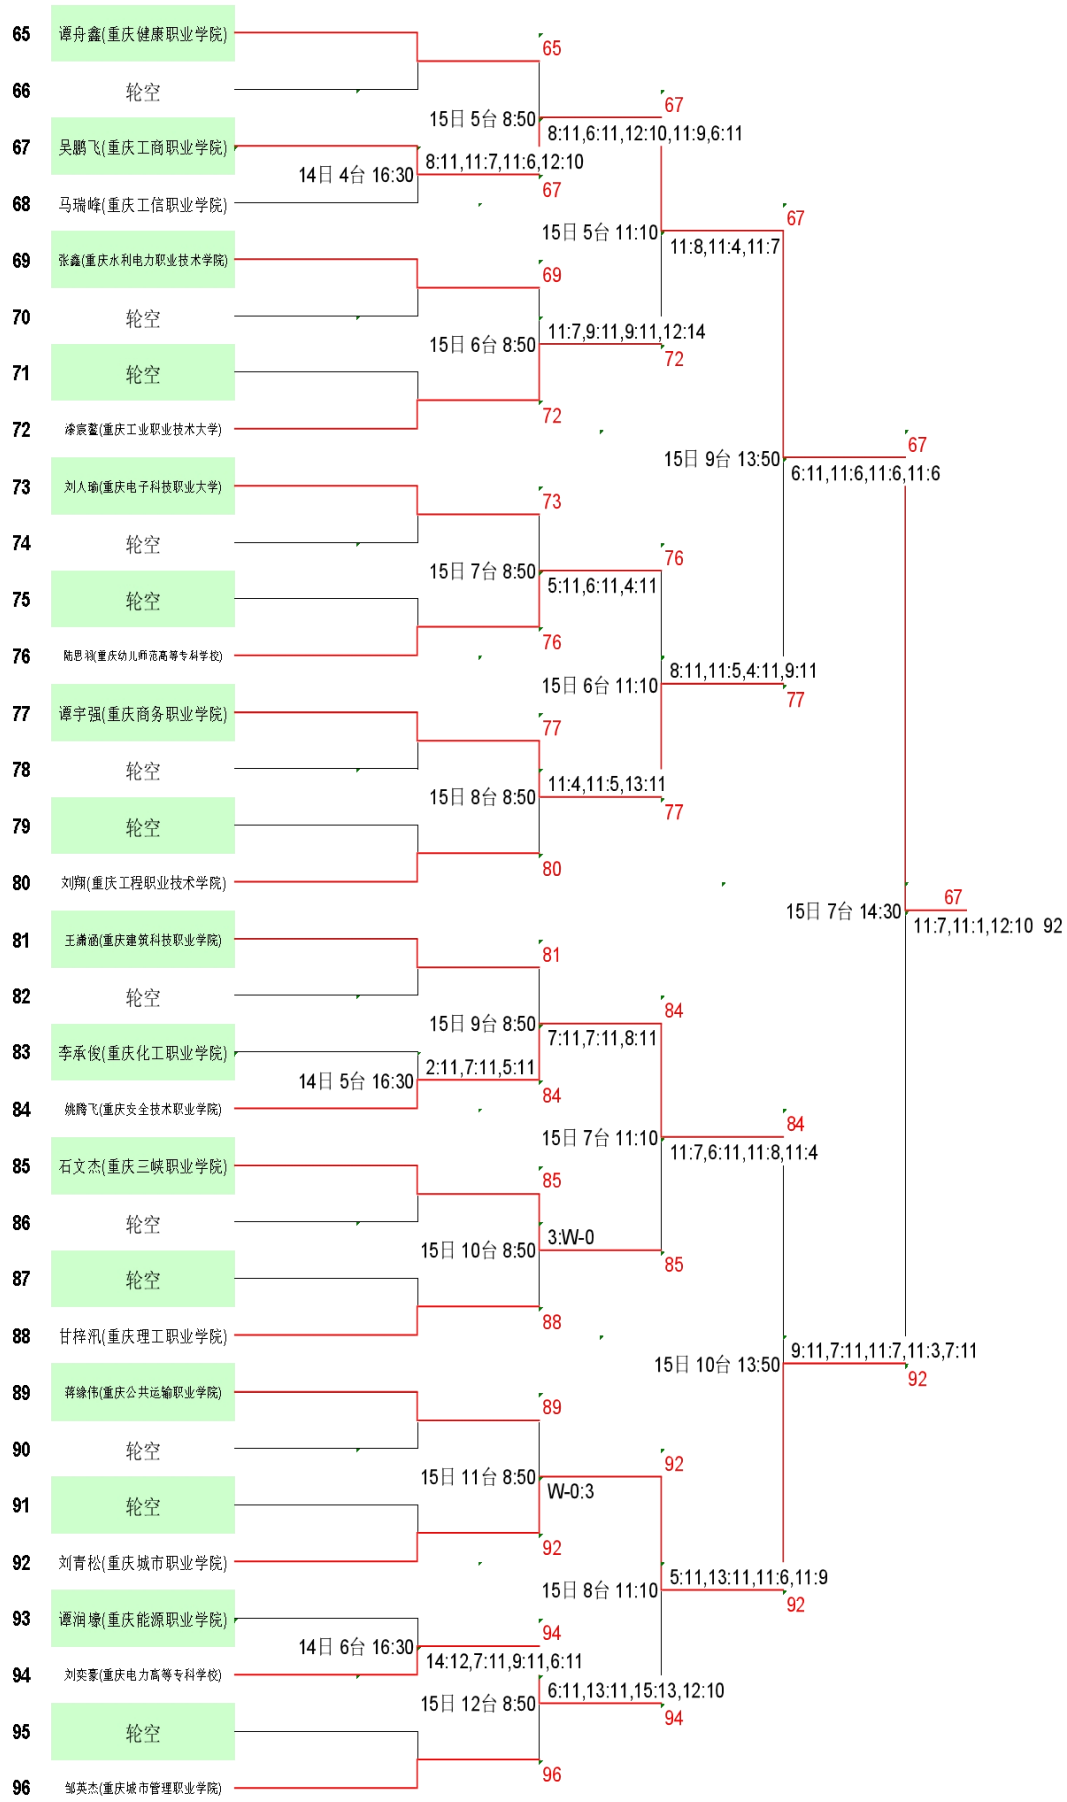 65 谭舟鑫(重庆健康职业学院)
65
66 轮空
67
15日 5台 8:50
8:11,6:11,12:10,11:9,6:11
67 吴鹏飞(重庆工商职业学院)
14日 4台 16:30
8:11,11:7,11:6,12:10
67
68 马瑞峰(重庆工信职业学院)
67
15日 5台 11:10
11:8,11:4,11:7
69 张鑫(重庆水利电力职业技术学院)
69
70 轮空
15日 6台 8:50
11:7,9:11,9:11,12:14
72
71 轮空
72
72 漆宸鳌(重庆工业职业技术大学)
67
15日 9台 13:50
6:11,11:6,11:6,11:6
73 刘人瑜(重庆电子科技职业大学)
73
74 轮空
76
15日 7台 8:50
5:11,6:11,4:11
75 轮空
76
76 陆思羽(重庆幼儿师范高等专科学校)
15日 6台 11:10
8:11,11:5,4:11,9:11
77
77 谭宇强(重庆商务职业学院)
77
78 轮空
15日 8台 8:50
11:4,11:5,13:11
77
79 轮空
80
80 刘翔(重庆工程职业技术学院)
67
15日 7台 14:30
11:7,11:1,12:10 92
81 王潇涵(重庆建筑科技职业学院)
81
82 轮空
84
15日 9台 8:50
7:11,7:11,8:11
83 李承俊(重庆化工职业学院)
14日 5台 16:30
2:11,7:11,5:11
84
84 姚腾飞(重庆安全技术职业学院)
84
15日 7台 11:10
11:7,6:11,11:8,11:4
85 石文杰(重庆三峡职业学院)
85
86 轮空
15日 10台 8:50
3:W-0
85
87 轮空
88
88 甘梓汛(重庆理工职业学院)
15日 10台 13:50
9:11,7:11,11:7,11:3,7:11
92
89 蒋缘伟(重庆公共运输职业学院)
89
90 轮空
92
15日 11台 8:50
W-0:3
91 轮空
92
92 刘青松(重庆城市职业学院)
15日 8台 11:10
5:11,13:11,11:6,11:9
92
93 谭润壕(重庆能源职业学院)
94
14日 6台 16:30
14:12,7:11,9:11,6:11
94 刘奕豪(重庆电力高等专科学校)
15日 12台 8:50
6:11,13:11,15:13,12:10
94
95 轮空
96
96 邹英杰(重庆城市管理职业学院)